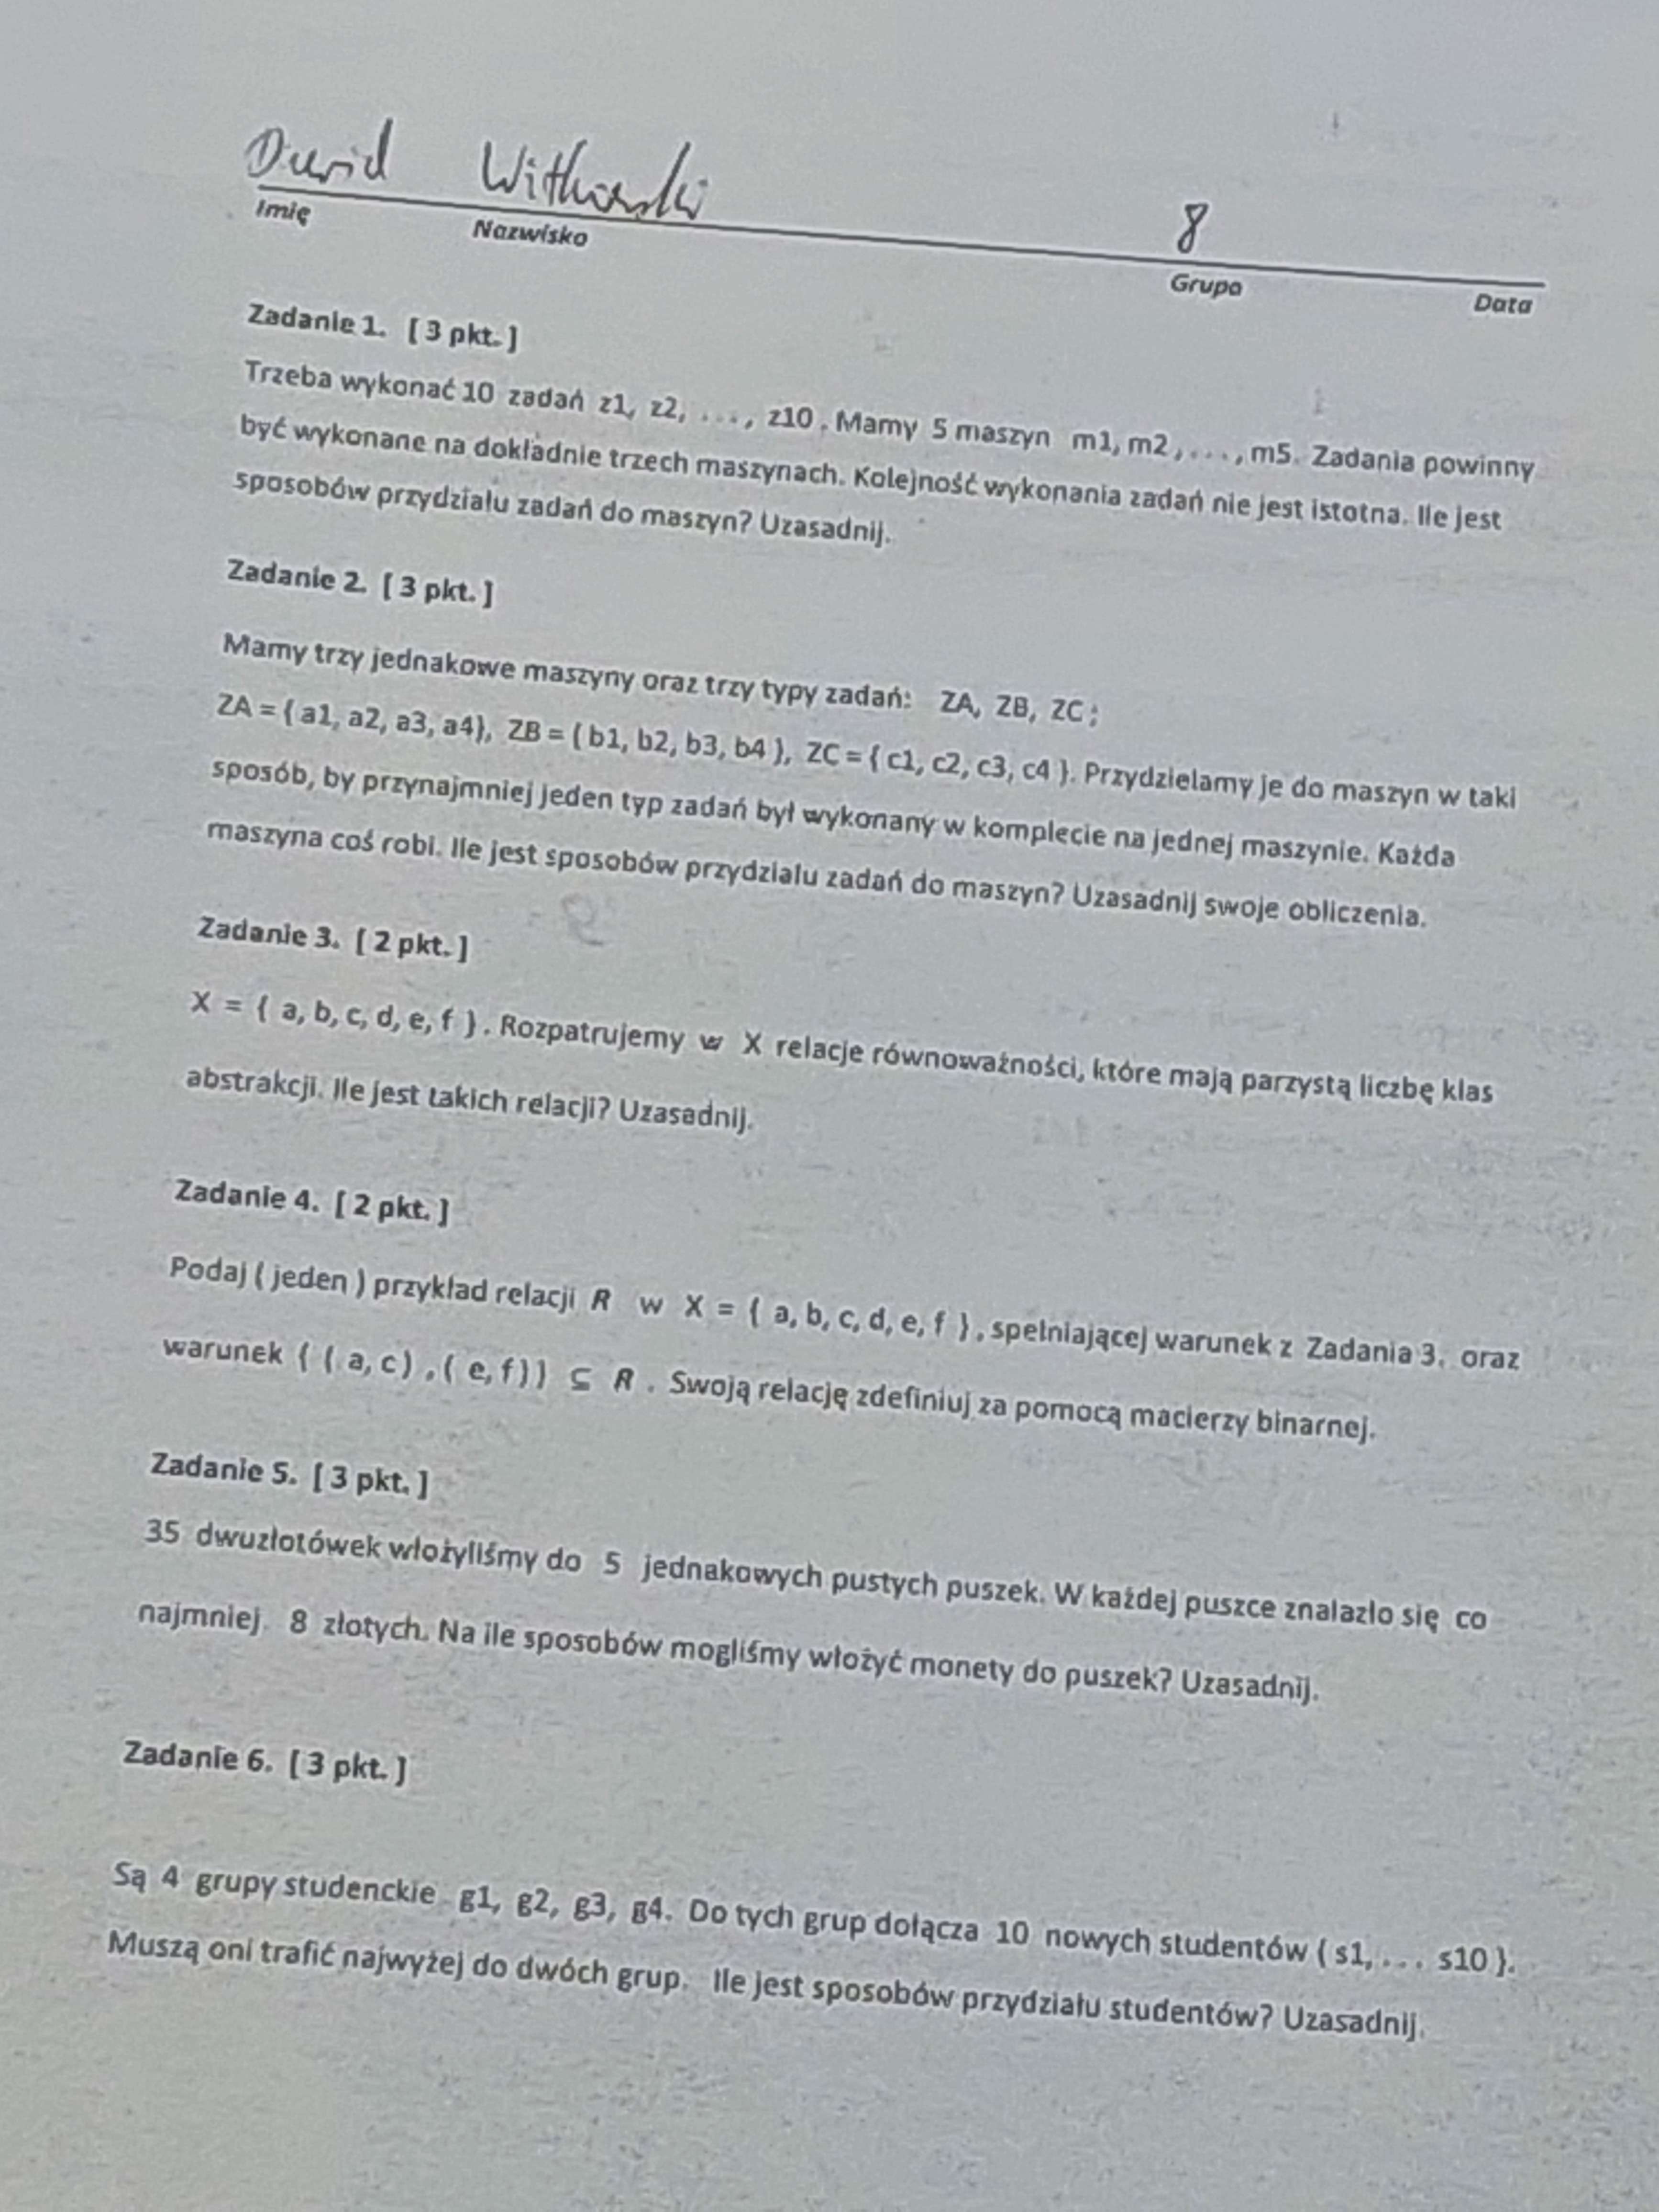 Dawid Witkowski 8
Imię Nazwisko Grupa Data
Zadanie 1. [ 3 pkt. ]
Trzeba wykonać 10 zadań z1, z2, . . . , z10 . Mamy 5 maszyn m1, m2 , . . . , m5. Zadania powinny
być wykonane na dokładnie trzech maszynach. Kolejność wykonania zadań nie jest istotna. Ile jest
sposobów przydziału zadań do maszyn? Uzasadnij.
Zadanie 2. [ 3 pkt. ]
Mamy trzy jednakowe maszyny oraz trzy typy zadań: ZA, ZB, ZC ;
ZA = { a1, a2, a3, a4}, ZB = { b1, b2, b3, b4 }, ZC = { c1, c2, c3, c4 }. Przydzielamy je do maszyn w taki
sposób, by przynajmniej jeden typ zadań był wykonany w komplecie na jednej maszynie. Każda
maszyna coś robi. Ile jest sposobów przydziału zadań do maszyn? Uzasadnij swoje obliczenia.
Zadanie 3. [ 2 pkt. ]
X = { a, b, c, d, e, f } . Rozpatrujemy w X relacje równoważności, które mają parzystą liczbę klas
abstrakcji. Ile jest takich relacji? Uzasadnij.
Zadanie 4. [ 2 pkt. ]
Podaj ( jeden ) przykład relacji R w X = { a, b, c, d, e, f } , spełniającej warunek z Zadania 3. oraz
warunek { ( a, c) , ( e, f)} ⊆ R . Swoją relację zdefiniuj za pomocą macierzy binarnej.
Zadanie 5. [ 3 pkt. ]
35 dwuzłotówek włożyliśmy do 5 jednakowych pustych puszek. W każdej puszce znalazło się co
najmniej 8 złotych. Na ile sposobów mogliśmy włożyć monety do puszek? Uzasadnij.
Zadanie 6. [ 3 pkt. ]
Są 4 grupy studenckie g1, g2, g3, g4. Do tych grup dołącza 10 nowych studentów { s1, . . . s10 }.
Muszą oni trafić najwyżej do dwóch grup. Ile jest sposobów przydziału studentów? Uzasadnij.